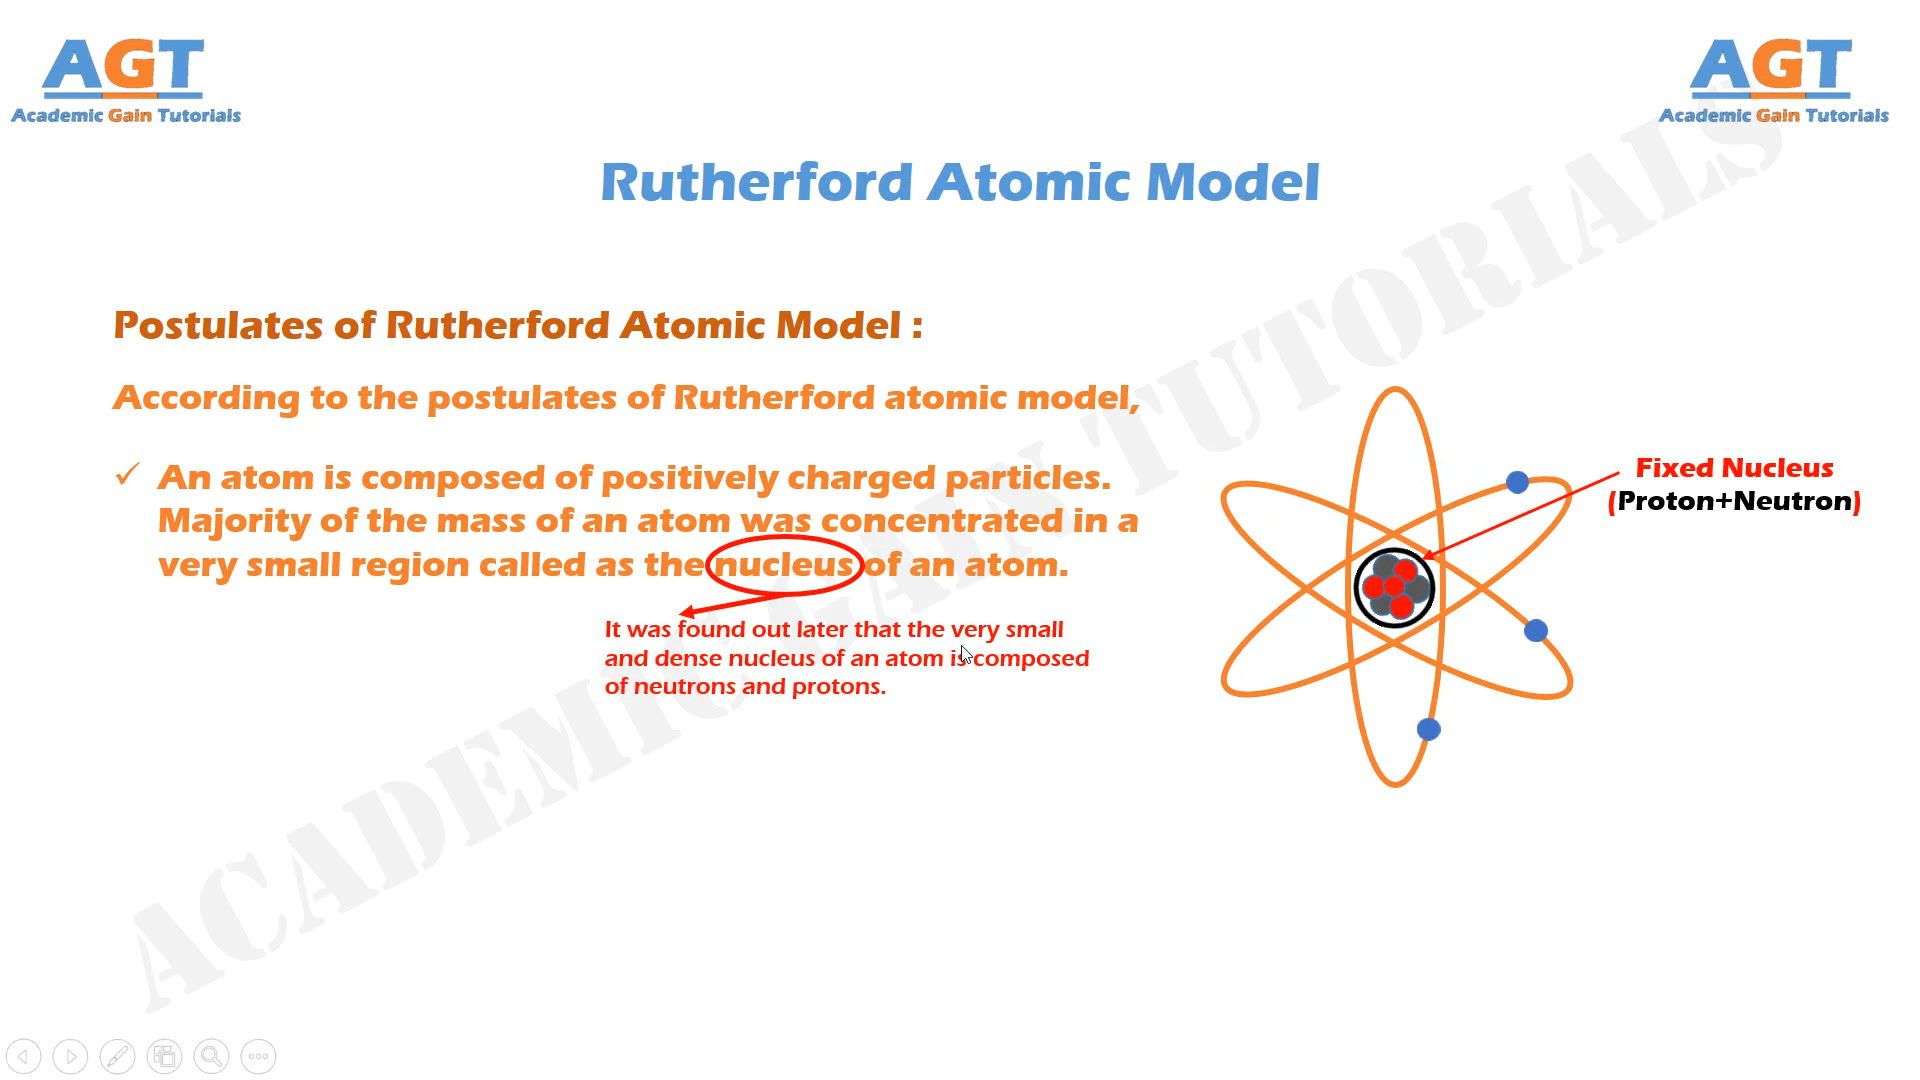 AGT
Academic Gain Tutorials
AGT
Academic Gain Tutorials
Rutherford Atomic Model
Postulates of Rutherford Atomic Model :
According to the postulates of Rutherford atomic model,
✓ An atom is composed of positively charged particles.
Majority of the mass of an atom was concentrated in a
very small region called as the nucleus of an atom.
It was found out later that the very small
and dense nucleus of an atom is composed
of neutrons and protons.
Fixed Nucleus
(Proton+Neutron)
ACADEMIC GAIN TUTORIALS